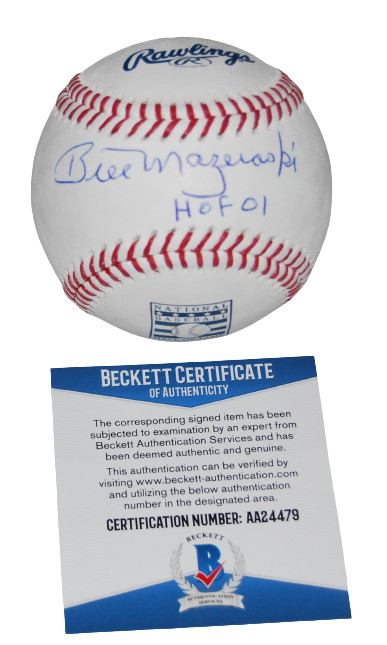 Rawlings
R
Bill Mazeroski
HOF 01
NATIONAL
BASEBALL
BECKETT CERTIFICATE
OF AUTHENTICITY
The corresponding signed item has been
subjected to examination by an expert from
Beckett Authentication Services and has
been deemed authentic and genuine.
This authentication can be verified by
visiting www.beckett-authentication.com
and utilizing the below authentication
number in the designated area.
CERTIFICATION NUMBER: AA24479
BECKETT
B
AUTHENTICATION
SERVICES